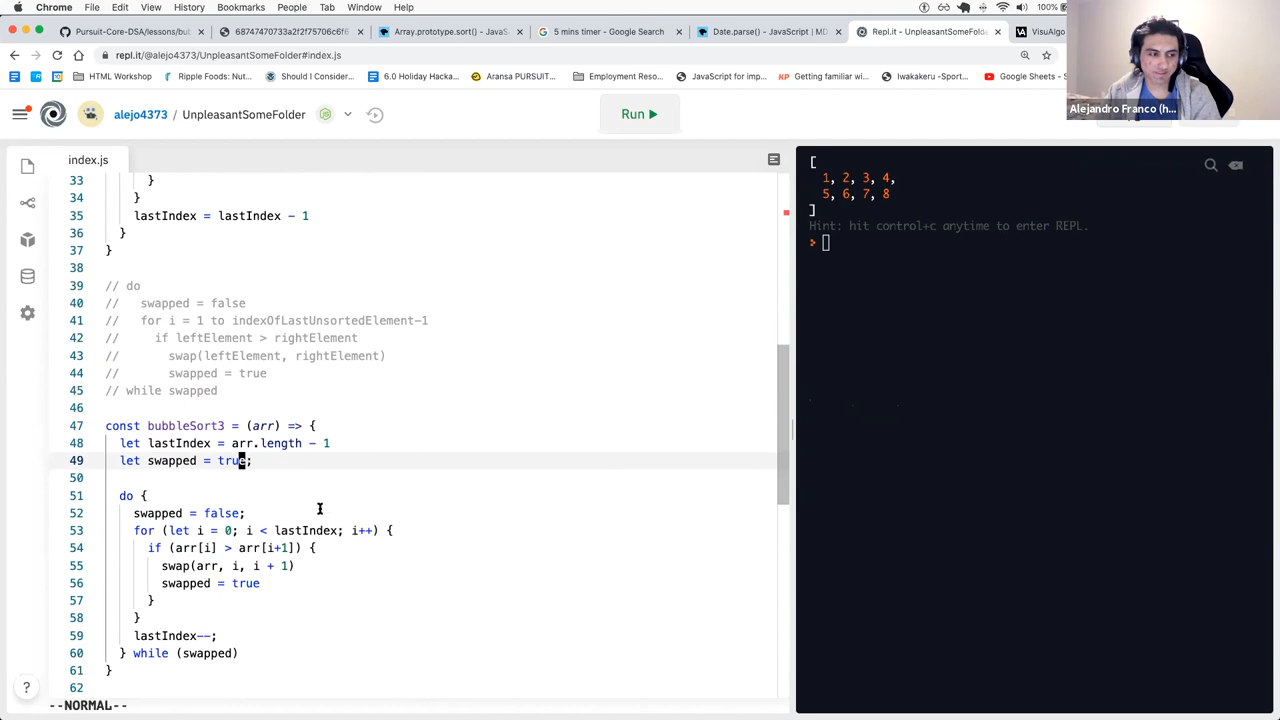 Chrome File Edit View History Bookmarks People Tab Window Help 100%
Pursuit-Core-DSA/lessons/bub
68747470733a2f2f75706c6f6
Array.prototype.sort() - JavaS
5 mins timer - Google Search
Date.parse() - JavaScript | MD
Repl.it - UnpleasantSomeFolder
VisuAlgo
repl.it/@alejo4373/UnpleasantSomeFolder#index.js
HTML Workshop
Ripple Foods: Nut...
Should I Consider...
6.0 Holiday Hacka...
Aransa PURSUIT...
Employment Reso...
JavaScript for imp...
KP Getting familiar w...
Iwakakeru - Spani...
Google Sheets - S
Alejandro Franco (h...
alejo4373 / UnpleasantSomeFolder
Run
index.js
33 }
34 }
35 lastIndex = lastIndex - 1
36 }
37 }
38
39 // do
40 // swapped = false
41 // for i = 1 to indexOfLastUnsortedElement-1
42 // if leftElement > rightElement
43 // swap(leftElement, rightElement)
44 // swapped = true
45 // while swapped
46
47 const bubbleSort3 = (arr) => {
48 let lastIndex = arr.length - 1
49 let swapped = true;
50
51 do {
52 swapped = false;
53 for (let i = 0; i < lastIndex; i++) {
54 if (arr[i] > arr[i+1]) {
55 swap(arr, i, i + 1)
56 swapped = true
57 }
58 }
59 lastIndex--;
60 } while (swapped)
61 }
62
--NORMAL--
?
[
1, 2, 3, 4,
5, 6, 7, 8
]
Hint: hit control+c anytime to enter REPL.
>